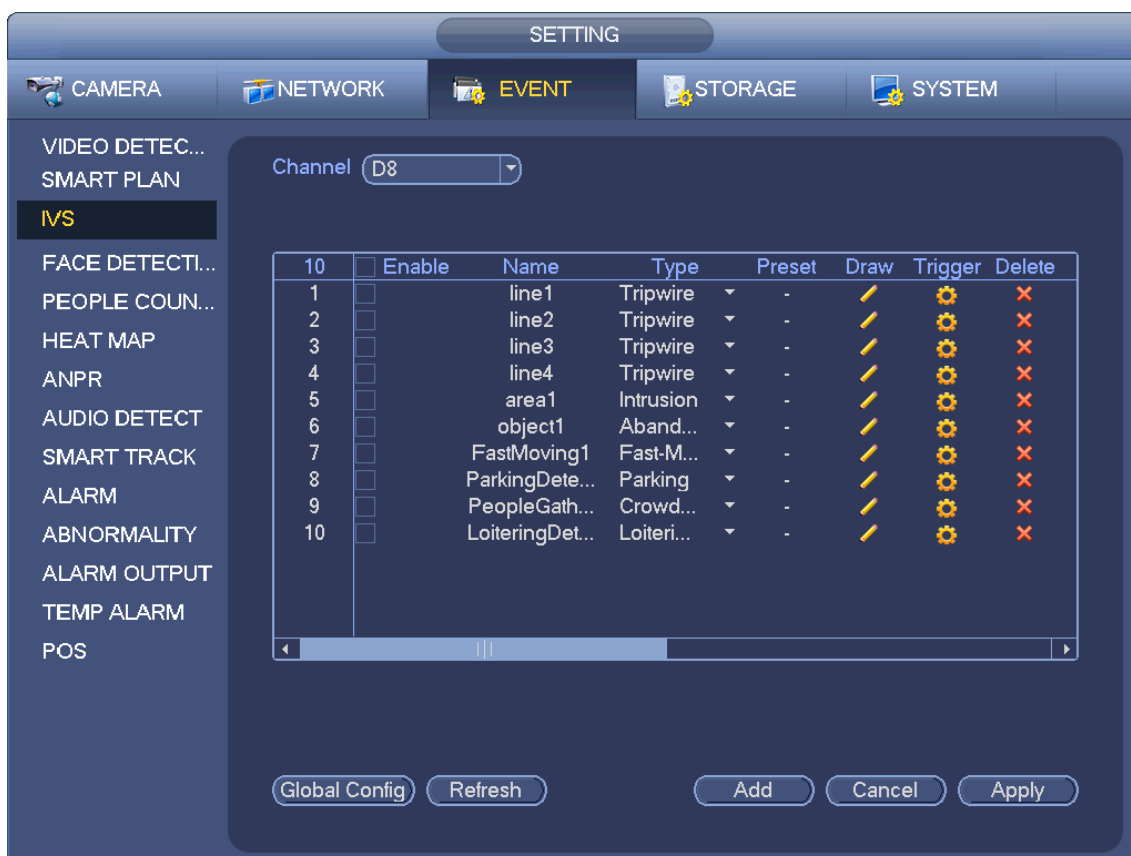 SETTING
CAMERA NETWORK EVENT STORAGE SYSTEM
VIDEO DETEC...
SMART PLAN
IVS
FACE DETECTI...
PEOPLE COUN...
HEAT MAP
ANPR
AUDIO DETECT
SMART TRACK
ALARM
ABNORMALITY
ALARM OUTPUT
TEMP ALARM
POS
Channel D8
10 Enable Name Type Preset Draw Trigger Delete
1 line1 Tripwire -
2 line2 Tripwire -
3 line3 Tripwire -
4 line4 Tripwire -
5 area1 Intrusion -
6 object1 Aband... -
7 FastMoving1 Fast-M... -
8 ParkingDete... Parking -
9 PeopleGath... Crowd... -
10 LoiteringDet... Loiteri... -
Global Config Refresh Add Cancel Apply